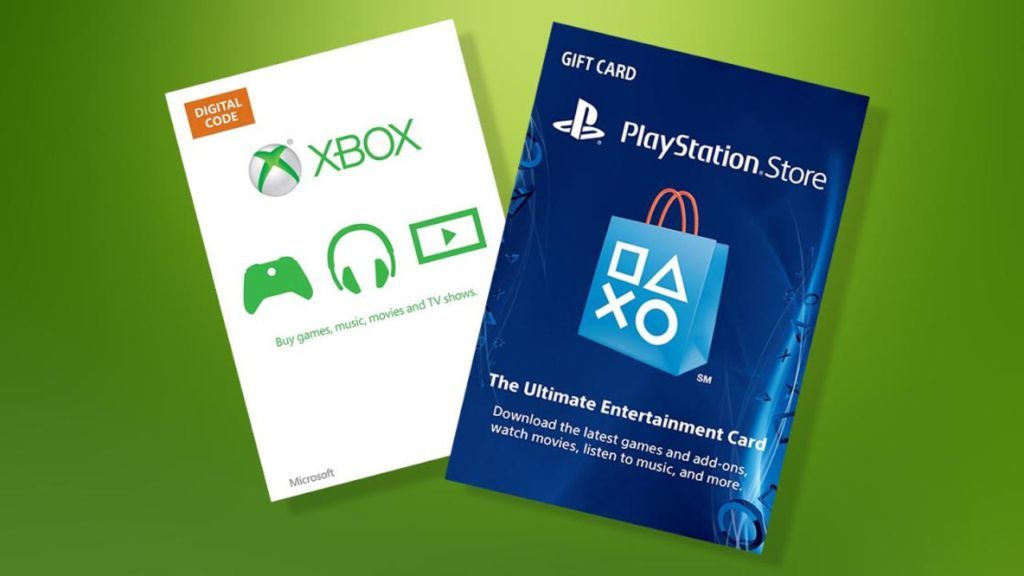 DIGITAL
CODE
XBOX
Buy games, music, movies and TV shows.
Microsoft
GIFT CARD
PlayStation.Store
SM
The Ultimate Entertainment Card
Download the latest games and add-ons,
watch movies, listen to music, and more.